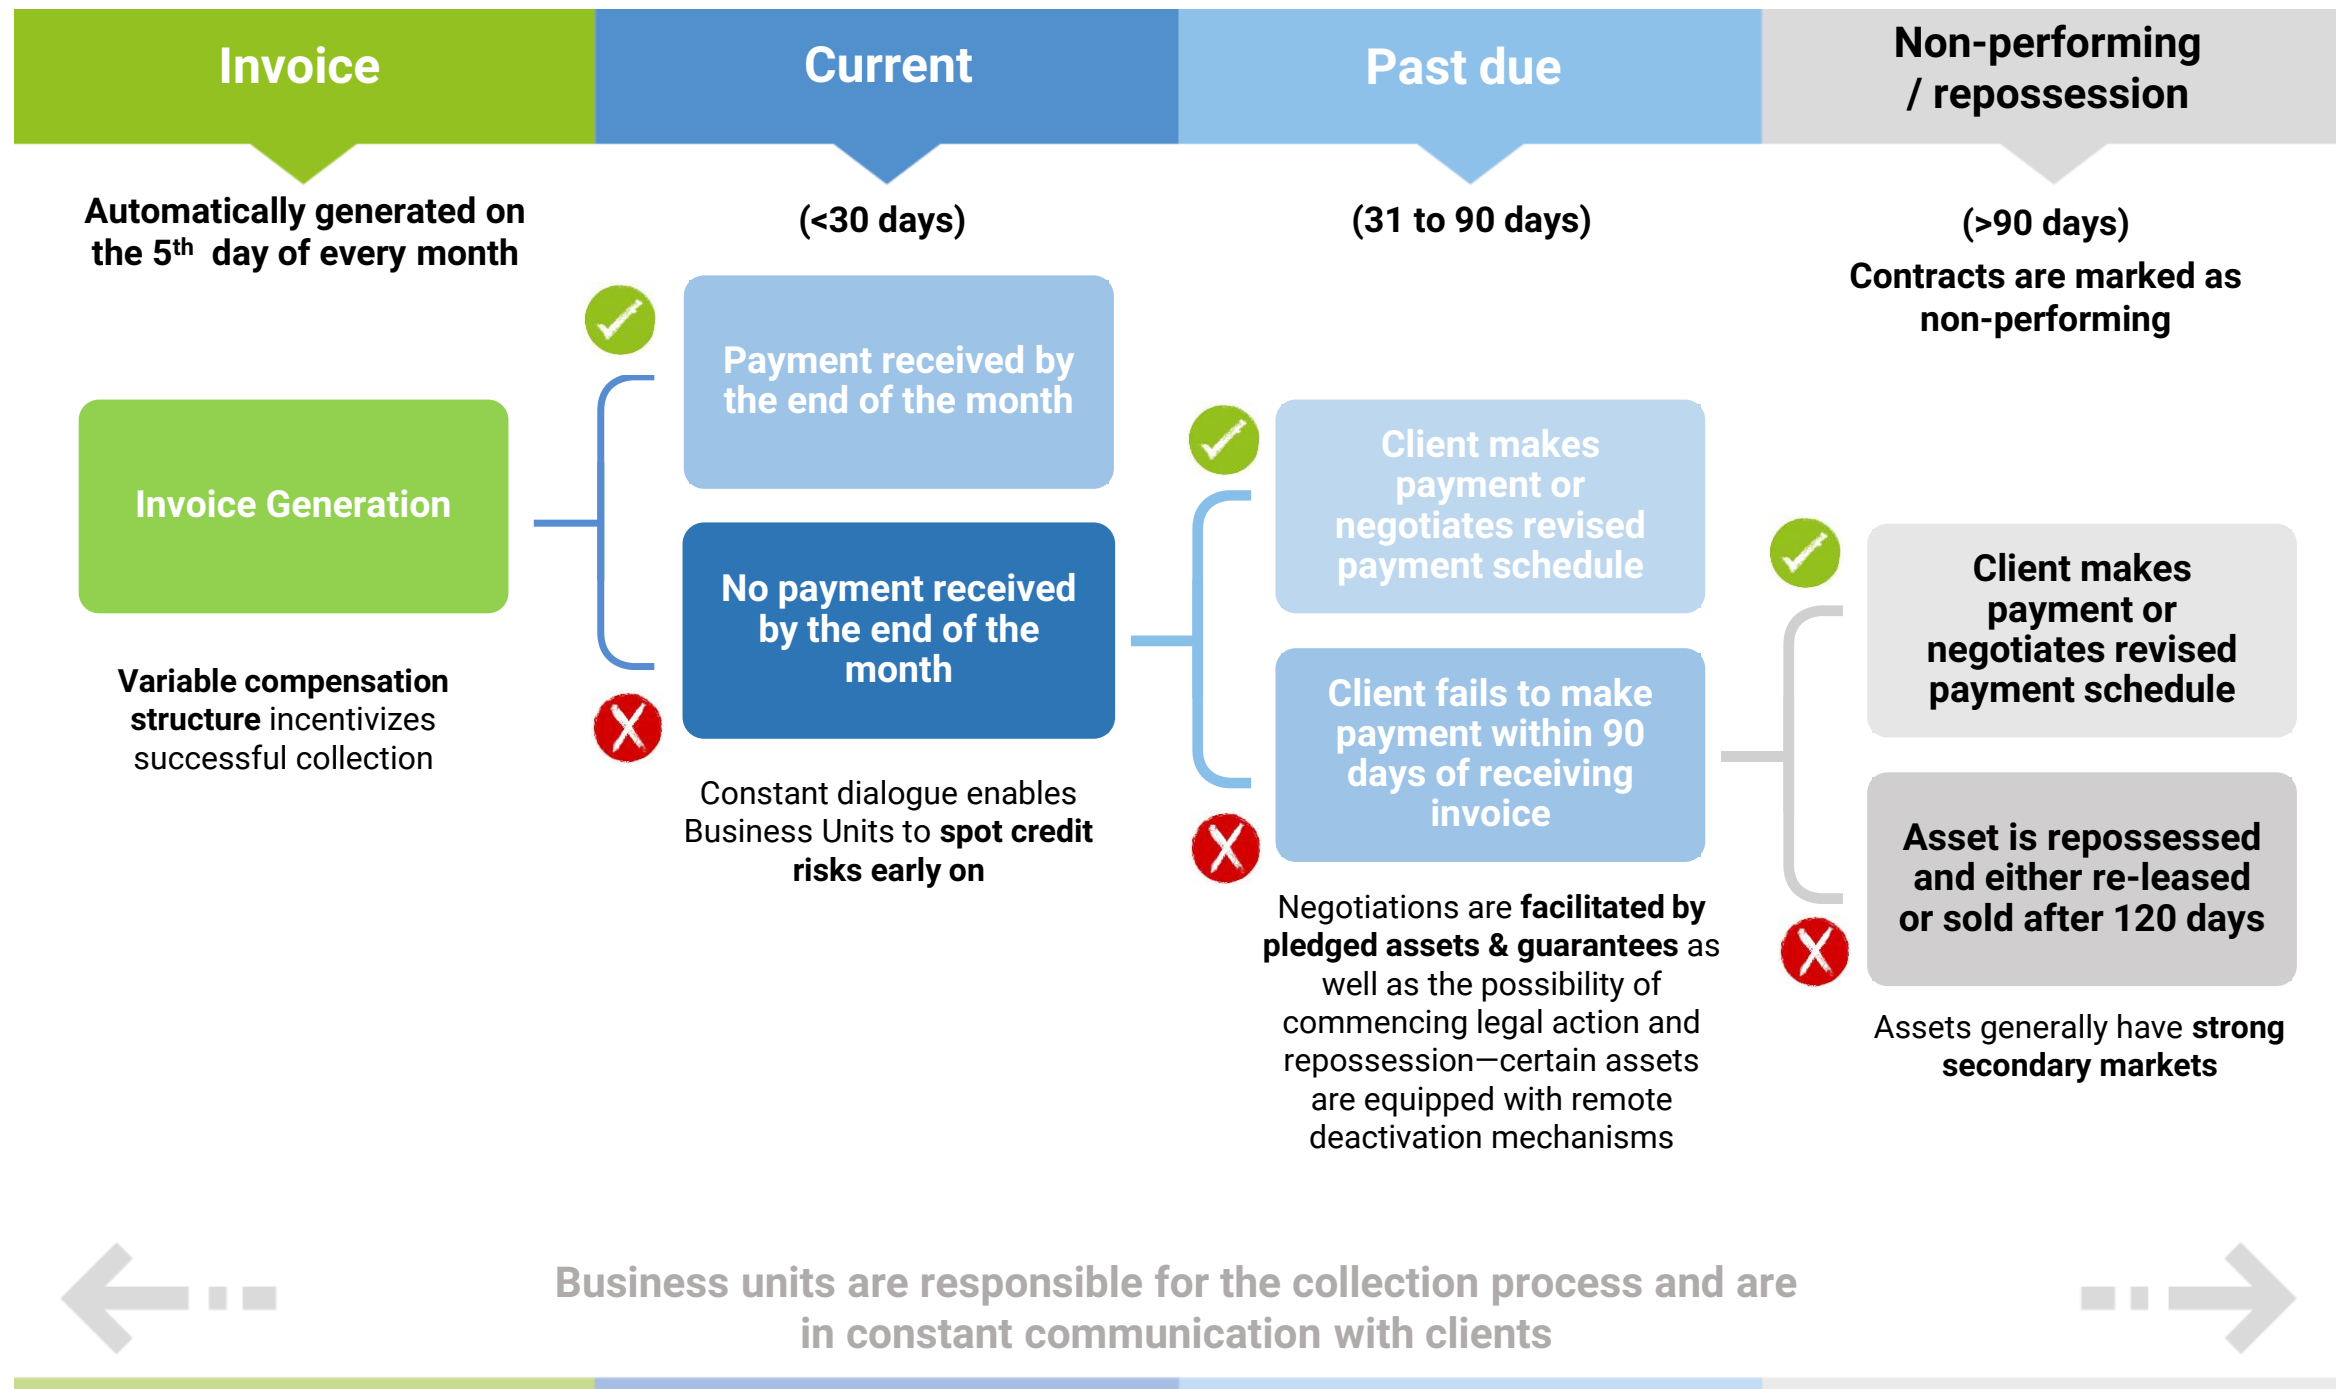 Invoice
Automatically generated on
the 5th day of every month
Invoice Generation
Variable compensation
structure incentivizes
successful collection
Current
(<30 days)
Payment received by
the end of the month
No payment received
by the end of the
month
Constant dialogue enables
Business Units to spot credit
risks early on
Past due
(31 to 90 days)
Client makes
payment or
negotiates revised
payment schedule
Client fails to make
payment within 90
days of receiving
invoice
Negotiations are facilitated by
pledged assets & guarantees as
well as the possibility of
commencing legal action and
repossession—certain assets
are equipped with remote
deactivation mechanisms
Non-performing
/ repossession
(>90 days)
Contracts are marked as
non-performing
Client makes
payment or
negotiates revised
payment schedule
Asset is repossessed
and either re-leased
or sold after 120 days
Assets generally have strong
secondary markets
Business units are responsible for the collection process and are
in constant communication with clients